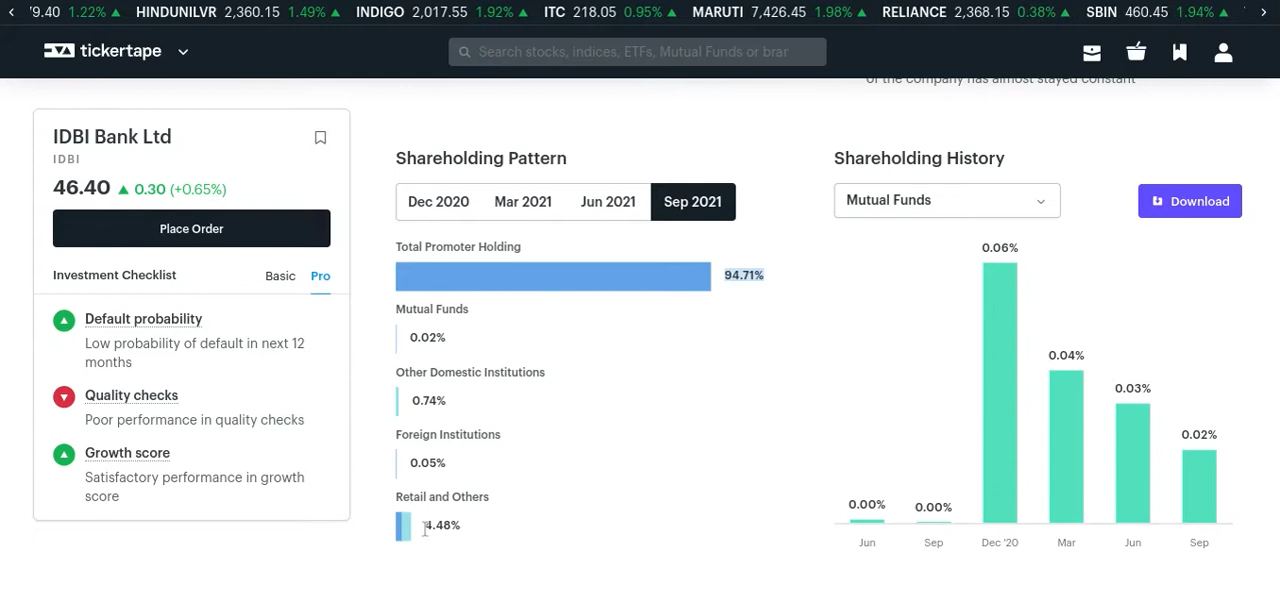 79.40 1.22% ▲ HINDUNILVR 2,360.15 1.49% ▲ INDIGO 2,017.55 1.92% ▲ ITC 218.05 0.95% ▲ MARUTI 7,426.45 1.98% ▲ RELIANCE 2,368.15 0.38% ▲ SBIN 460.45 1.94% ▲
tickertape
Search stocks, indices, ETFs, Mutual Funds or brar
of the company has almost stayed constant
IDBI Bank Ltd
IDBI
46.40 ▲ 0.30 (+0.65%)
Place Order
Investment Checklist Basic Pro
Default probability
Low probability of default in next 12
months
Quality checks
Poor performance in quality checks
Growth score
Satisfactory performance in growth
score
Shareholding Pattern
Dec 2020 Mar 2021 Jun 2021 Sep 2021
Total Promoter Holding
94.71%
Mutual Funds
0.02%
Other Domestic Institutions
0.74%
Foreign Institutions
0.05%
Retail and Others
4.48%
Shareholding History
Mutual Funds
Download
0.00% 0.00% 0.06% 0.04% 0.03% 0.02%
Jun Sep Dec '20 Mar Jun Sep